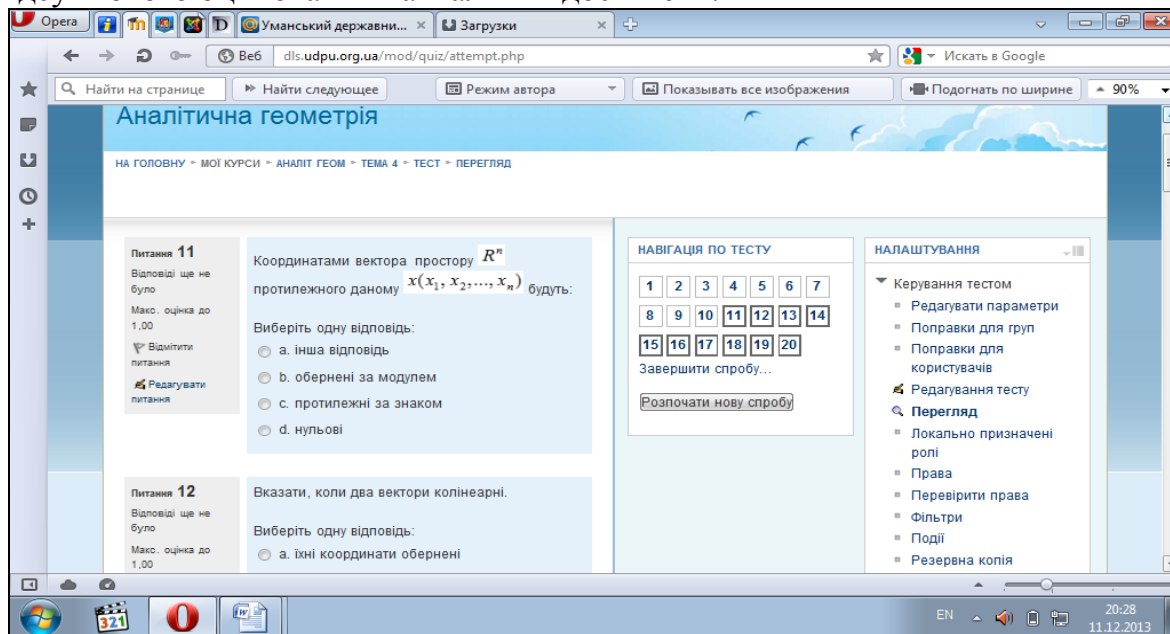 Opera
Уманський державни...
Загрузки
Веб
dls.udpu.org.ua/mod/quiz/attempt.php
Искать в Google
Найти на странице
Найти следующее
Режим автора
Показывать все изображения
Подогнать по ширине
90%
Аналітична геометрія
НА ГОЛОВНУ ► МОЇ КУРСИ ► АНАЛІТ ГЕОМ ► ТЕМА 4 ► ТЕСТ ► ПЕРЕГЛЯД
Питання 11
Відповіді ще не
було
Макс. оцінка до
1,00
Відмітити
питання
Редагувати
питання
Координатами вектора простору Rⁿ
протилежного даному x(x₁, x₂,..., xₙ) будуть:
Виберіть одну відповідь:
a. інша відповідь
b. обернені за модулем
c. протилежні за знаком
d. нульові
Питання 12
Відповіді ще не
було
Макс. оцінка до
1,00
Вказати, коли два вектори колінеарні.
Виберіть одну відповідь:
a. їхні координати обернені
НАВІГАЦІЯ ПО ТЕСТУ
1 2 3 4 5 6 7
8 9 10 11 12 13 14
15 16 17 18 19 20
Завершити спробу...
Розпочати нову спробу
НАЛАШТУВАННЯ
Керування тестом
Редагувати параметри
Поправки для груп
Поправки для
користувачів
Редагування тесту
Перегляд
Локально призначені
ролі
Права
Перевірити права
Фільтри
Події
Резервна копія
321
EN
20:28
11.12.2013